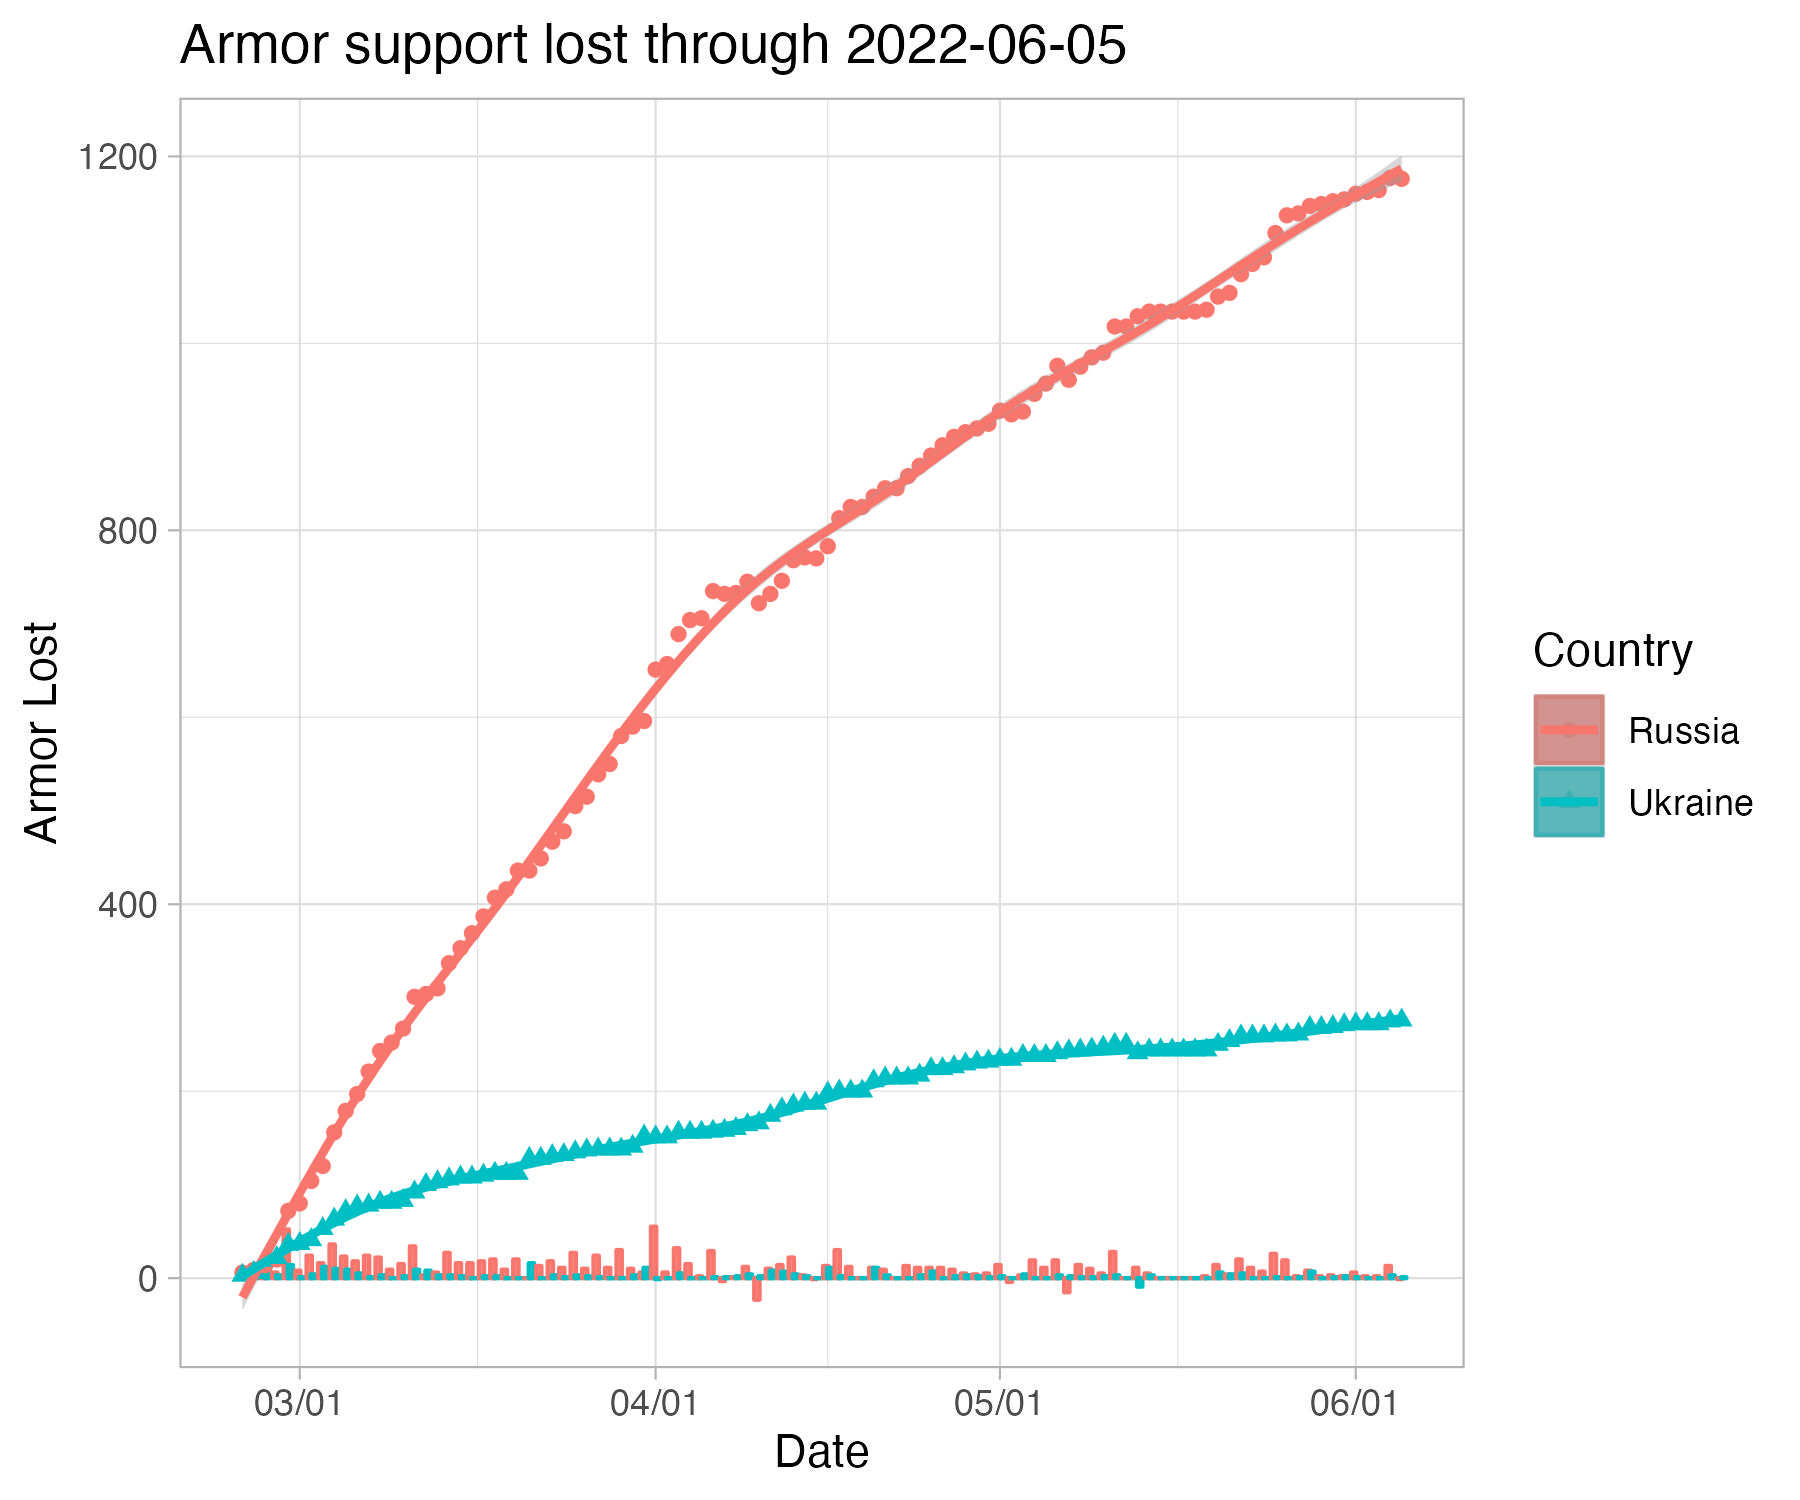 Armor support lost through 2022-06-05
1200
800
400
0
Armor Lost
03/01
04/01
05/01
06/01
Date
Country
Russia
Ukraine